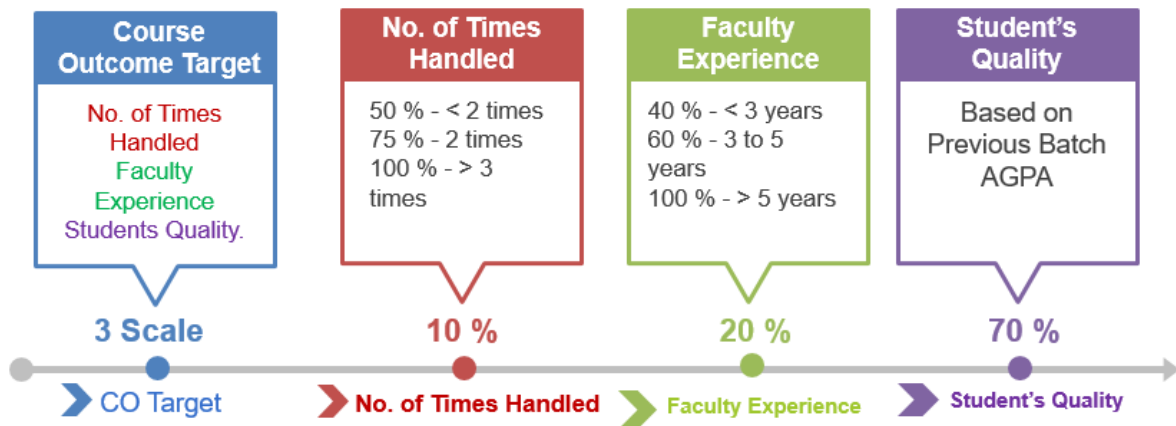 Course
Outcome Target
No. of Times
Handled
Faculty
Experience
Students Quality.
3 Scale
CO Target
No. of Times
Handled
50 % - < 2 times
75 % - 2 times
100 % - > 3
times
10 %
No. of Times Handled
Faculty
Experience
40 % - < 3 years
60 % - 3 to 5
years
100 % - > 5 years
20 %
Faculty Experience
Student’s
Quality
Based on
Previous Batch
AGPA
70 %
Student’s Quality